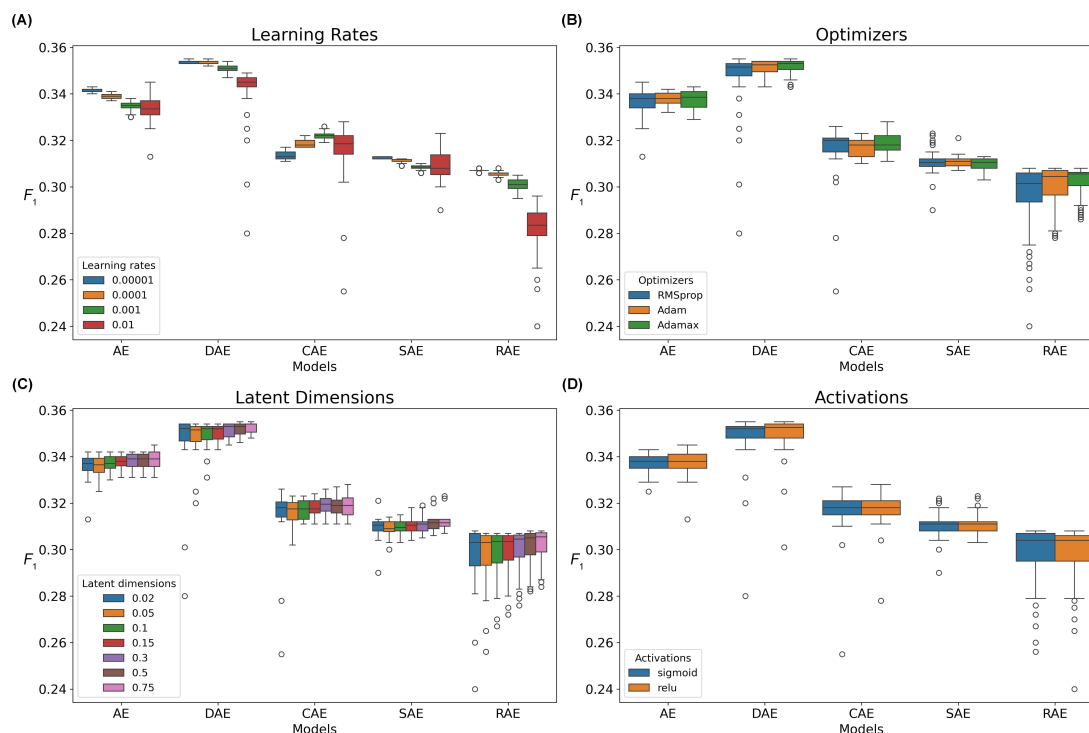 (A)
Learning Rates
0.36
0.34
0.32
0.30
0.28
0.26
0.24
F1
Learning rates
0.00001
0.0001
0.001
0.01
AE DAE CAE SAE RAE
Models
(B)
Optimizers
0.36
0.34
0.32
0.30
0.28
0.26
0.24
F1
Optimizers
RMSprop
Adam
Adamax
AE DAE CAE SAE RAE
Models
(C)
Latent Dimensions
0.36
0.34
0.32
0.30
0.28
0.26
0.24
F1
Latent dimensions
0.02
0.05
0.1
0.15
0.3
0.5
0.75
AE DAE CAE SAE RAE
Models
(D)
Activations
0.36
0.34
0.32
0.30
0.28
0.26
0.24
F1
Activations
sigmoid
relu
AE DAE CAE SAE RAE
Models